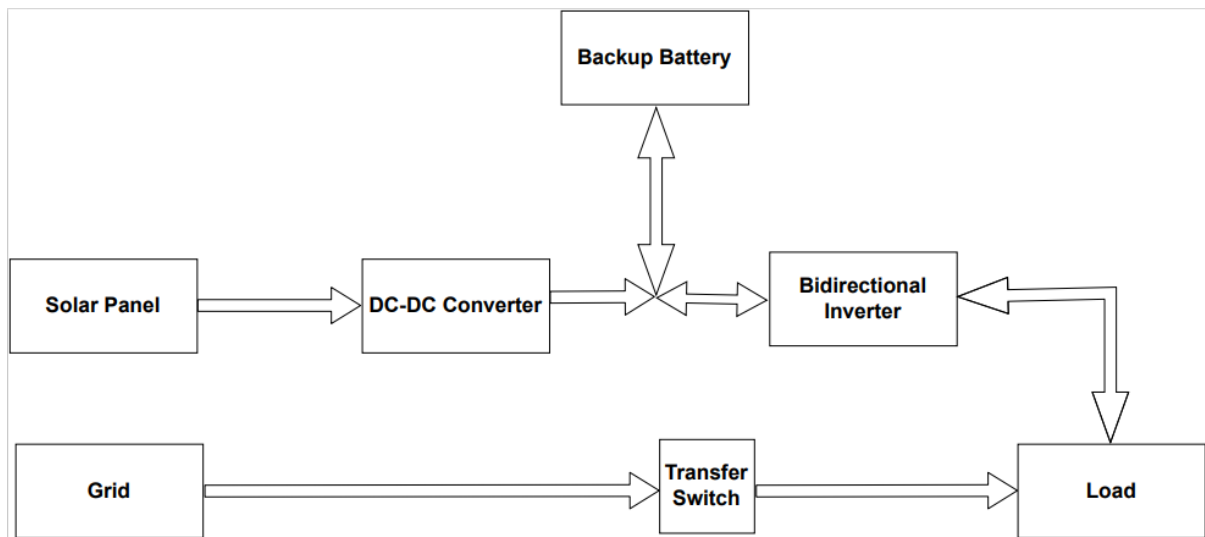 Backup Battery
Solar Panel
DC-DC Converter
Bidirectional
Inverter
Grid
Transfer
Switch
Load